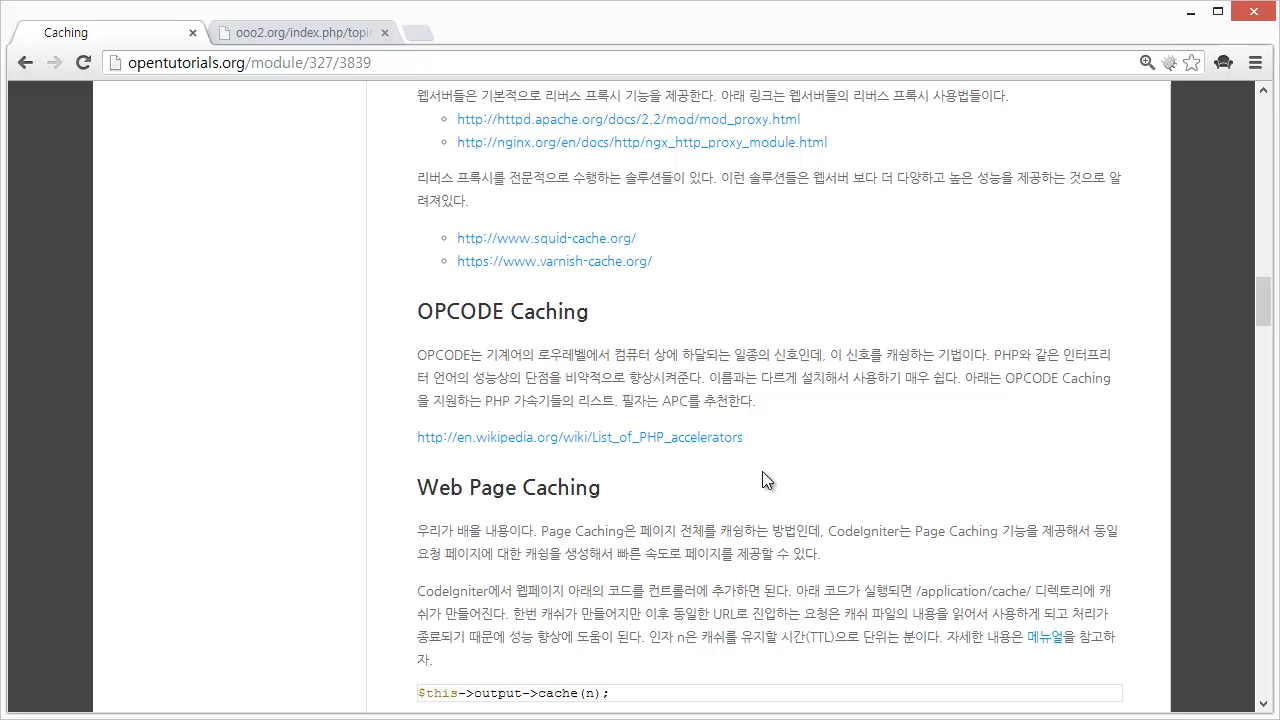 Caching
ooo2.org/index.php/topi
opentutorials.org/module/327/3839
웹서버들은 기본적으로 리버스 프록시 기능을 제공한다. 아래 링크는 웹서버들의 리버스 프록시 사용법들이다.
http://httpd.apache.org/docs/2.2/mod/mod_proxy.html
http://nginx.org/en/docs/http/ngx_http_proxy_module.html
리버스 프록시를 전문적으로 수행하는 솔루션들이 있다. 이런 솔루션들은 웹서버 보다 더 다양하고 높은 성능을 제공하는 것으로 알
려져있다.
http://www.squid-cache.org/
https://www.varnish-cache.org/
OPCODE Caching
OPCODE는 기계어의 로우레벨에서 컴퓨터 상에 하달되는 일종의 신호인데, 이 신호를 캐슁하는 기법이다. PHP와 같은 인터프리
터 언어의 성능상의 단점을 비약적으로 향상시켜준다. 이름과는 다르게 설치해서 사용하기 매우 쉽다. 아래는 OPCODE Caching
을 지원하는 PHP 가속기들의 리스트. 필자는 APC를 추천한다.
http://en.wikipedia.org/wiki/List_of_PHP_accelerators
Web Page Caching
우리가 배울 내용이다. Page Caching은 페이지 전체를 캐슁하는 방법인데, CodeIgniter는 Page Caching 기능을 제공해서 동일
요청 페이지에 대한 캐슁을 생성해서 빠른 속도로 페이지를 제공할 수 있다.
CodeIgniter에서 웹페이지 아래의 코드를 컨트롤러에 추가하면 된다. 아래 코드가 실행되면 /application/cache/ 디렉토리에 캐
쉬가 만들어진다. 한번 캐쉬가 만들어지만 이후 동일한 URL로 진입하는 요청은 캐쉬 파일의 내용을 읽어서 사용하게 되고 처리가
종료되기 때문에 성능 향상에 도움이 된다. 인자 n은 캐쉬를 유지할 시간(TTL)으로 단위는 분이다. 자세한 내용은 메뉴얼을 참고하
자.
$this->output->cache(n);